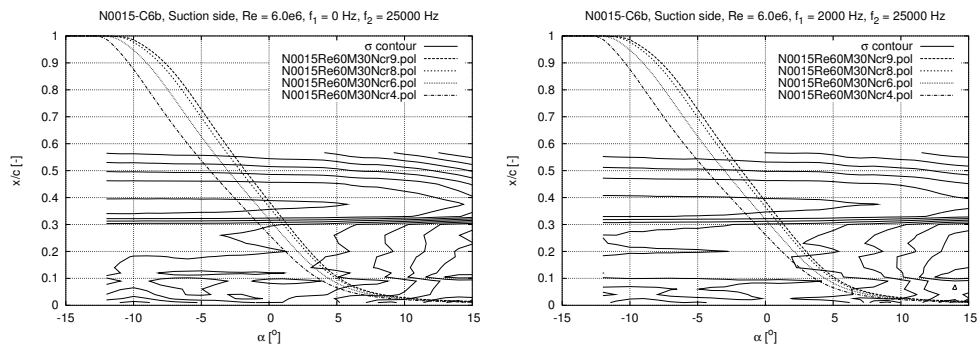 N0015-C6b, Suction side, Re = 6.0e6, f1 = 0 Hz, f2 = 25000 Hz
σ contour
N0015Re60M30Ncr9.pol
N0015Re60M30Ncr8.pol
N0015Re60M30Ncr6.pol
N0015Re60M30Ncr4.pol
1
0.9
0.8
0.7
0.6
0.5
0.4
0.3
0.2
0.1
0
x/c [-]
-15
-10
-5
0
5
10
15
α [°]
N0015-C6b, Suction side, Re = 6.0e6, f1 = 2000 Hz, f2 = 25000 Hz
σ contour
N0015Re60M30Ncr9.pol
N0015Re60M30Ncr8.pol
N0015Re60M30Ncr6.pol
N0015Re60M30Ncr4.pol
1
0.9
0.8
0.7
0.6
0.5
0.4
0.3
0.2
0.1
0
x/c [-]
-15
-10
-5
0
5
10
15
α [°]